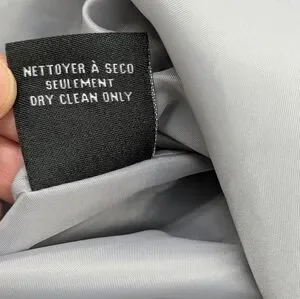 NETTOYER À SECO
SEULEMENT
DRY CLEAN ONLY